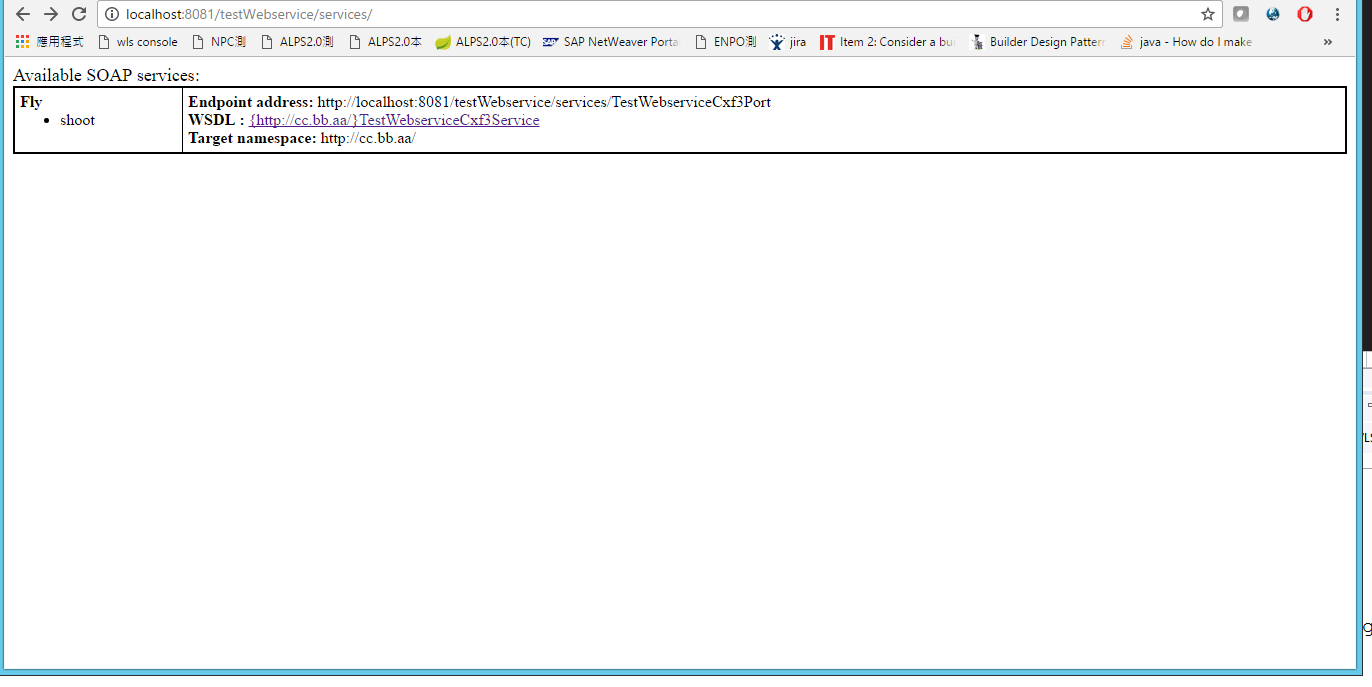 localhost:8081/testWebservice/services/
應用程式 wls console NPC測 ALPS2.0測 ALPS2.0本 ALPS2.0本(TC) SAP NetWeaver Porta ENPO測 jira Item 2: Consider a bui Builder Design Pattern java - How do I make »
Available SOAP services:
Fly
• shoot
Endpoint address: http://localhost:8081/testWebservice/services/TestWebserviceCxf3Port
WSDL : {http://cc.bb.aa/}TestWebserviceCxf3Service
Target namespace: http://cc.bb.aa/